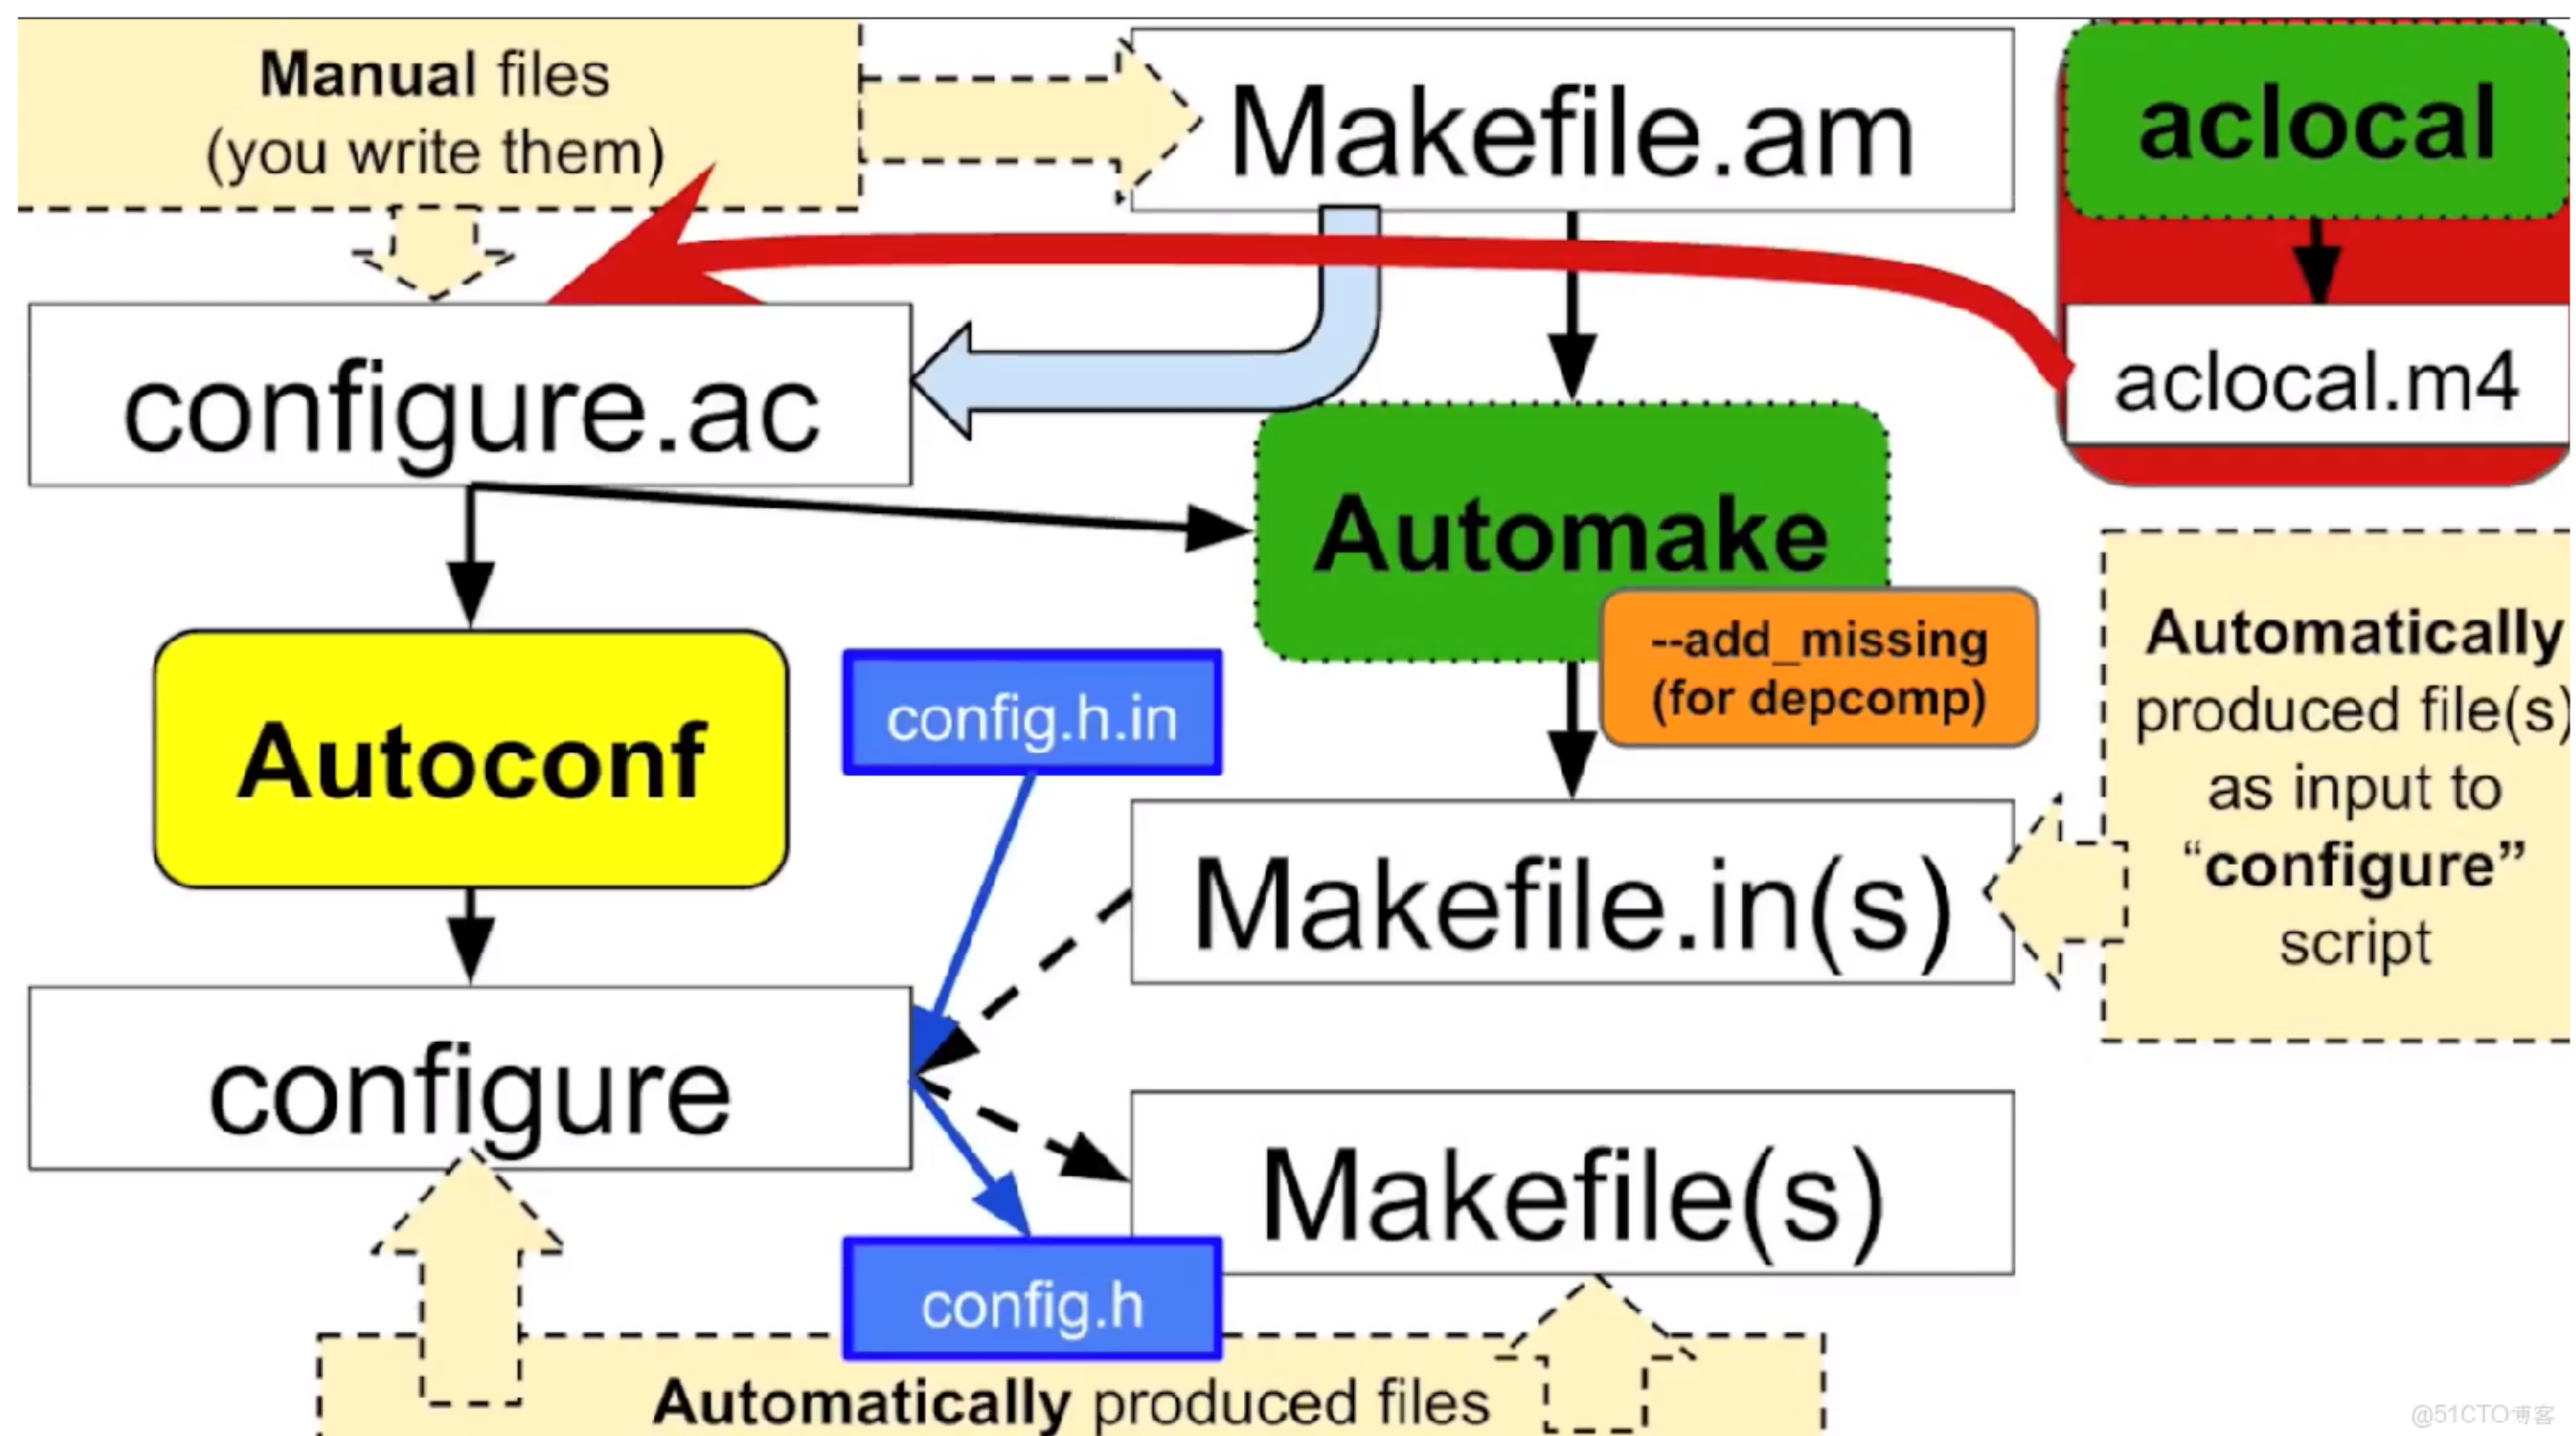 Manual files
(you write them)
Makefile.am
aclocal
configure.ac
aclocal.m4
Automake
--add_missing
(for depcomp)
Automatically
produced file(s)
as input to
“configure”
script
Autoconf
config.h.in
Makefile.in(s)
configure
Makefile(s)
config.h
Automatically produced files
@51CTO博客